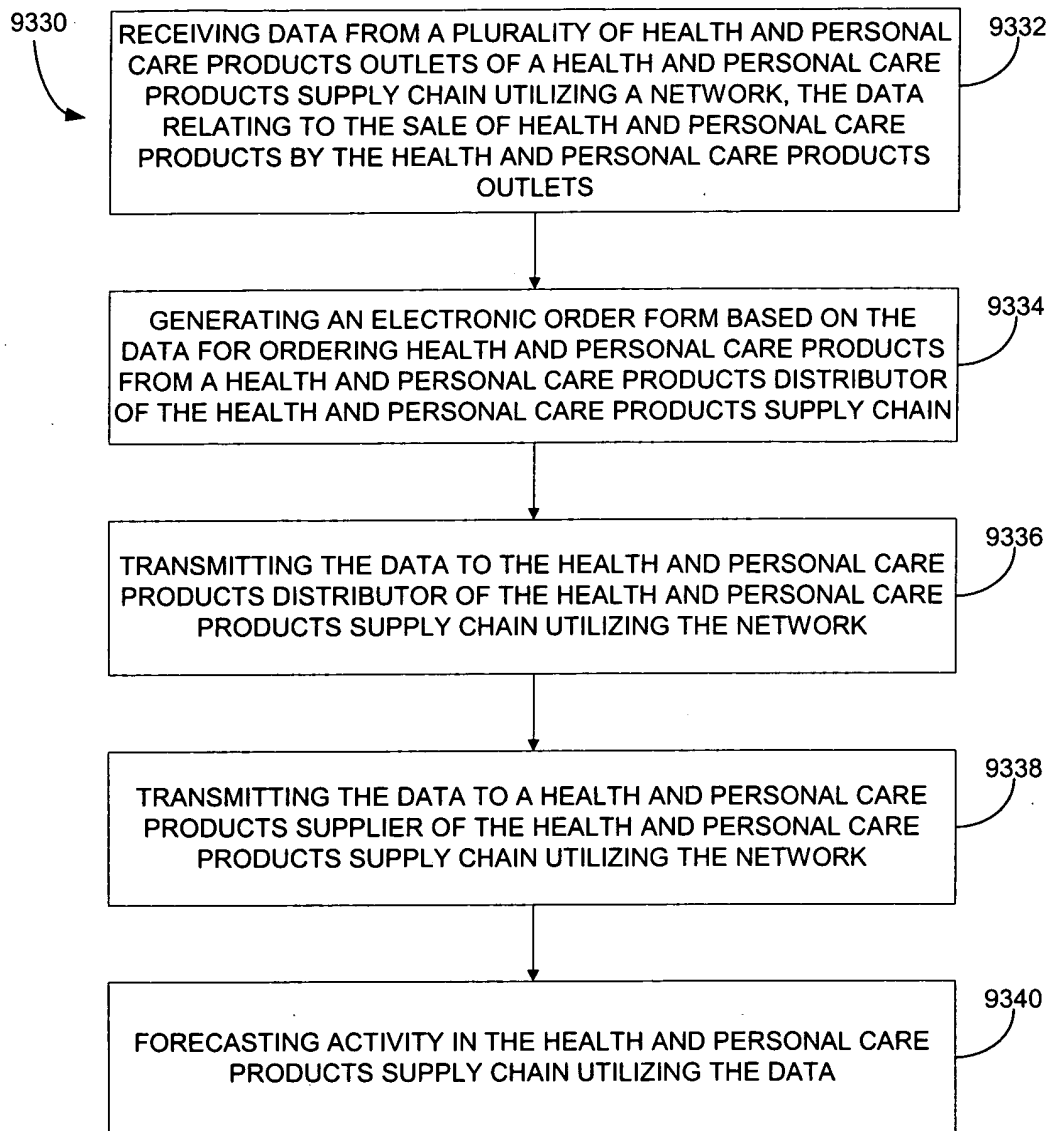 9330
RECEIVING DATA FROM A PLURALITY OF HEALTH AND PERSONAL
CARE PRODUCTS OUTLETS OF A HEALTH AND PERSONAL CARE
PRODUCTS SUPPLY CHAIN UTILIZING A NETWORK, THE DATA
RELATING TO THE SALE OF HEALTH AND PERSONAL CARE
PRODUCTS BY THE HEALTH AND PERSONAL CARE PRODUCTS
OUTLETS
9332
GENERATING AN ELECTRONIC ORDER FORM BASED ON THE
DATA FOR ORDERING HEALTH AND PERSONAL CARE PRODUCTS
FROM A HEALTH AND PERSONAL CARE PRODUCTS DISTRIBUTOR
OF THE HEALTH AND PERSONAL CARE PRODUCTS SUPPLY CHAIN
9334
TRANSMITTING THE DATA TO THE HEALTH AND PERSONAL CARE
PRODUCTS DISTRIBUTOR OF THE HEALTH AND PERSONAL CARE
PRODUCTS SUPPLY CHAIN UTILIZING THE NETWORK
9336
TRANSMITTING THE DATA TO A HEALTH AND PERSONAL CARE
PRODUCTS SUPPLIER OF THE HEALTH AND PERSONAL CARE
PRODUCTS SUPPLY CHAIN UTILIZING THE NETWORK
9338
FORECASTING ACTIVITY IN THE HEALTH AND PERSONAL CARE
PRODUCTS SUPPLY CHAIN UTILIZING THE DATA
9340